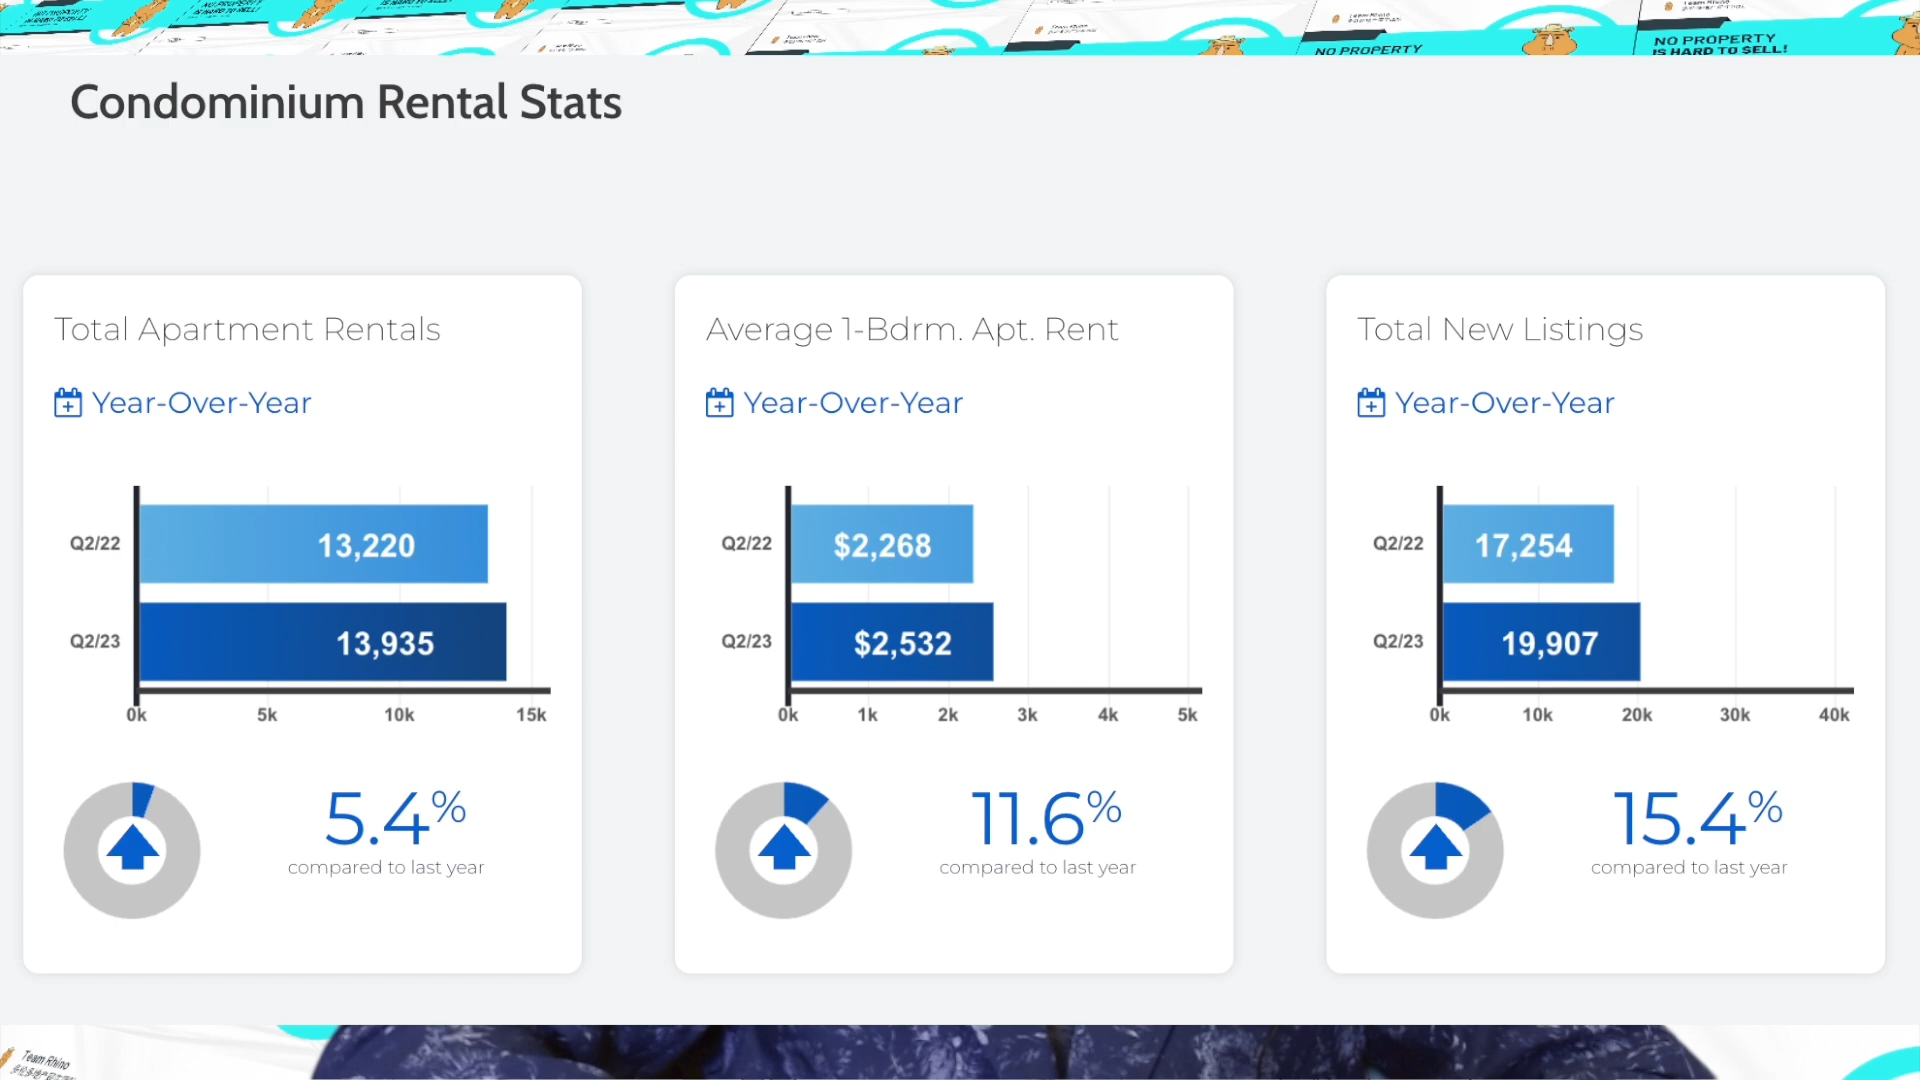 NO PROPERTY
NO PROPERTY
IS HARD TO SELL!
Condominium Rental Stats
Total Apartment Rentals
Year-Over-Year
Q2/22
13,220
Q2/23
13,935
0k 5k 10k 15k
5.4%
compared to last year
Average 1-Bdrm. Apt. Rent
Year-Over-Year
Q2/22
$2,268
Q2/23
$2,532
0k 1k 2k 3k 4k 5k
11.6%
compared to last year
Total New Listings
Year-Over-Year
Q2/22
17,254
Q2/23
19,907
0k 10k 20k 30k 40k
15.4%
compared to last year
Team Rhino